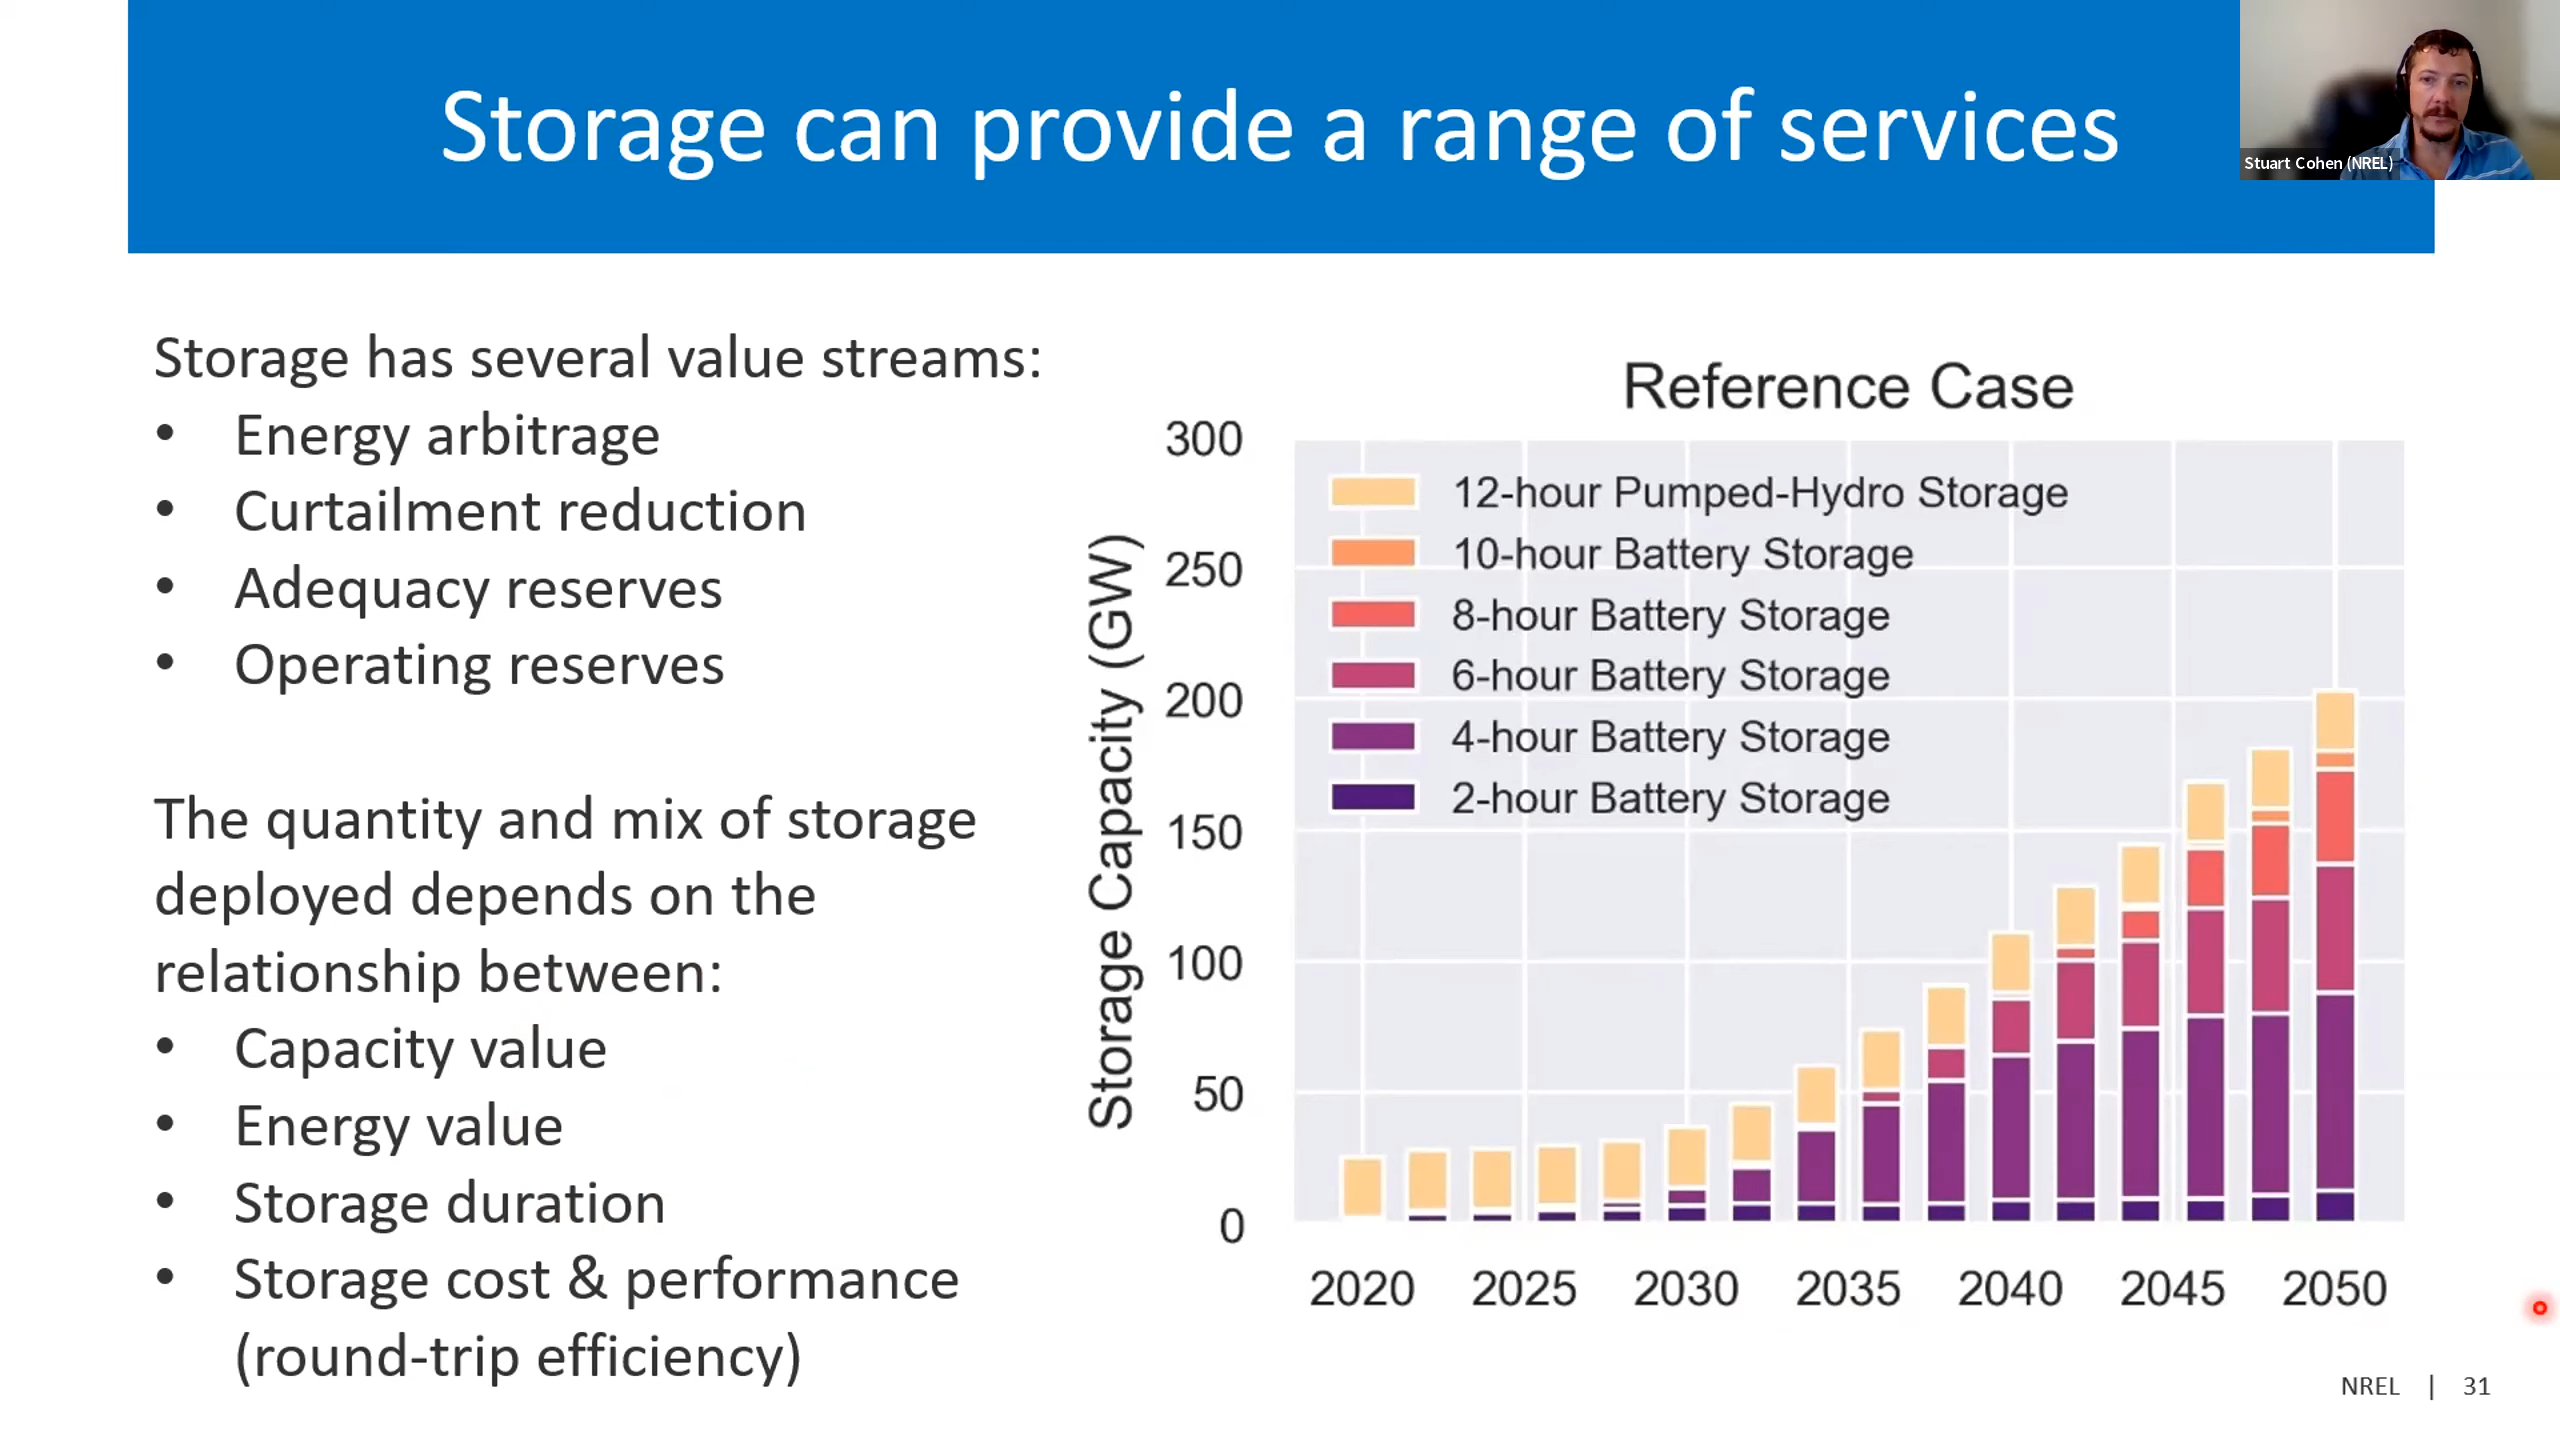 Storage can provide a range of services
Stuart Cohen (NREL)
Storage has several value streams:
• Energy arbitrage
• Curtailment reduction
• Adequacy reserves
• Operating reserves
The quantity and mix of storage
deployed depends on the
relationship between:
• Capacity value
• Energy value
• Storage duration
• Storage cost & performance
(round-trip efficiency)
Reference Case
Storage Capacity (GW)
300
250
200
150
100
50
0
12-hour Pumped-Hydro Storage
10-hour Battery Storage
8-hour Battery Storage
6-hour Battery Storage
4-hour Battery Storage
2-hour Battery Storage
2020 2025 2030 2035 2040 2045 2050
NREL | 31